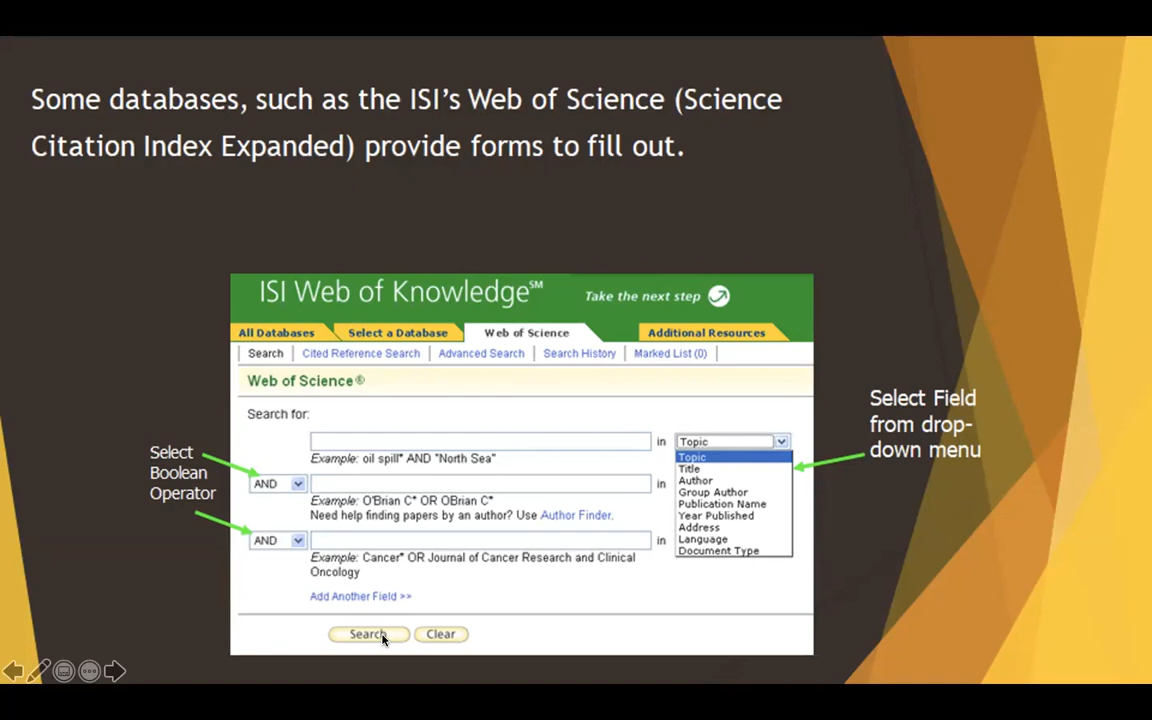 Some databases, such as the ISI's Web of Science (Science
Citation Index Expanded) provide forms to fill out.
ISI Web of Knowledge℠
Take the next step
All Databases
Select a Database
Web of Science
Additional Resources
Search
Cited Reference Search
Advanced Search
Search History
Marked List (0)
Web of Science®
Search for:
in
Topic
Example: oil spill* AND "North Sea"
AND
in
Example: O'Brian C* OR OBrian C*
Need help finding papers by an author? Use Author Finder.
AND
in
Example: Cancer* OR Journal of Cancer Research and Clinical
Oncology
Add Another Field >>
Topic
Title
Author
Group Author
Publication Name
Year Published
Address
Language
Document Type
Search
Clear
Select
Boolean
Operator
Select Field
from drop-
down menu